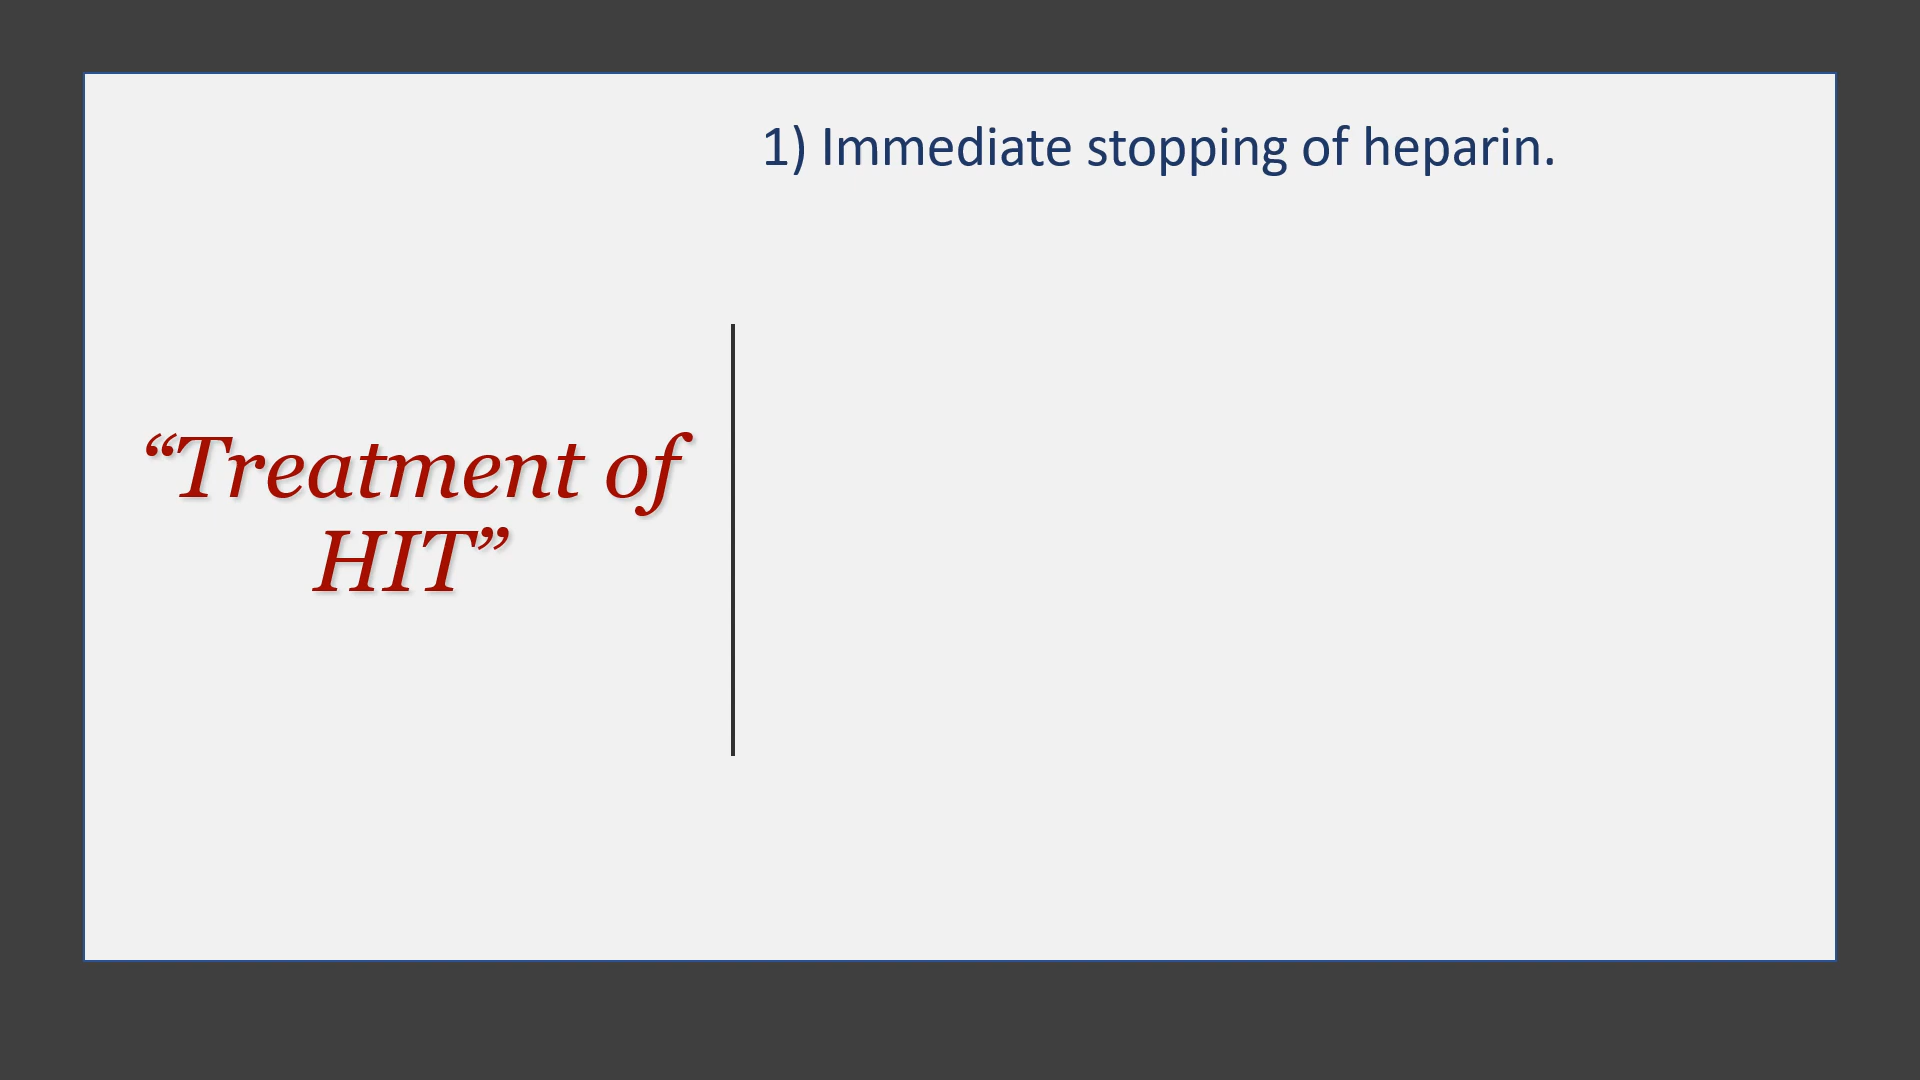 1) Immediate stopping of heparin.
“Treatment of
HIT”